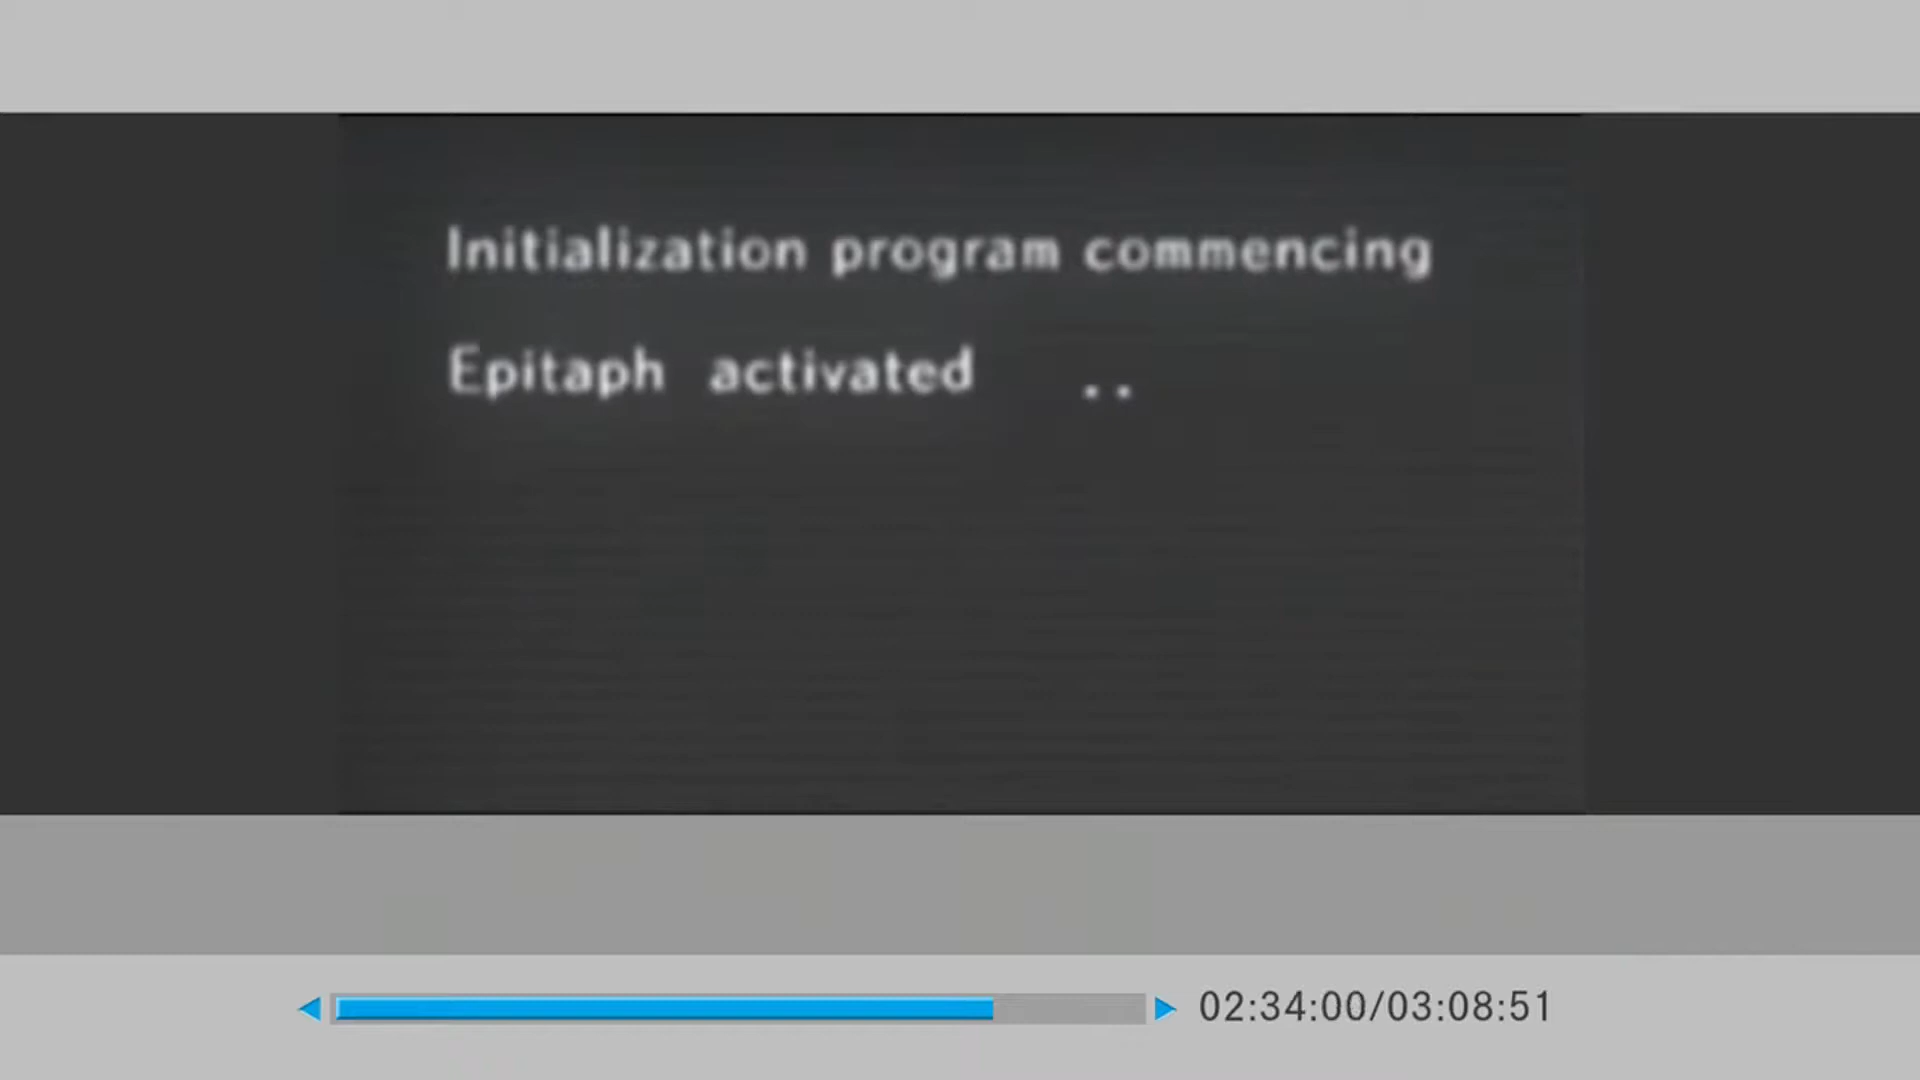 Initialization program commencing
Epitaph activated ..
02:34:00/03:08:51